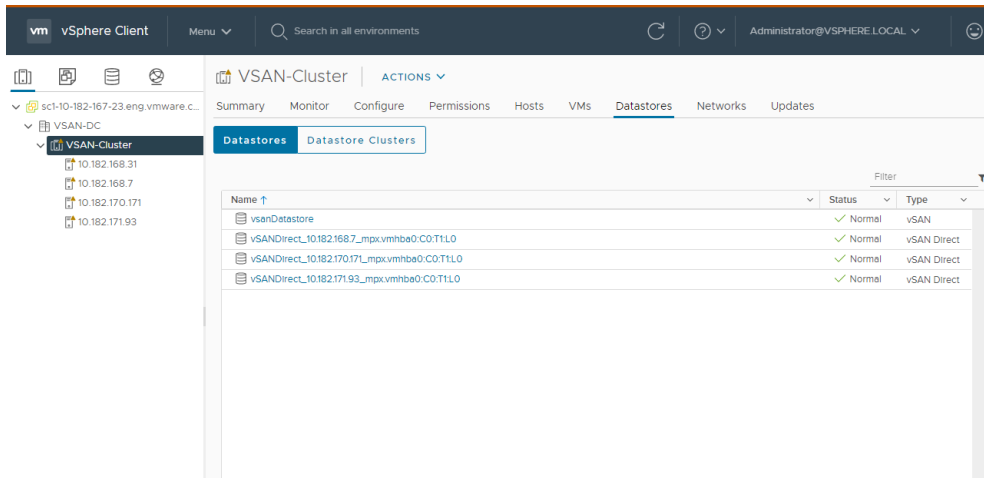 vm vSphere Client Menu Search in all environments Administrator@VSPHERE.LOCAL
sc1-10-182-167-23.eng.vmware.c...
VSAN-DC
VSAN-Cluster
10.182.168.31
10.182.168.7
10.182.170.171
10.182.171.93
VSAN-Cluster ACTIONS
Summary Monitor Configure Permissions Hosts VMs Datastores Networks Updates
Datastores Datastore Clusters
Filter
Name ↑ Status Type
vsanDatastore Normal vSAN
vSANDirect_10.182.168.7_mpx.vmhba0:C0:T1:L0 Normal vSAN Direct
vSANDirect_10.182.170.171_mpx.vmhba0:C0:T1:L0 Normal vSAN Direct
vSANDirect_10.182.171.93_mpx.vmhba0:C0:T1:L0 Normal vSAN Direct